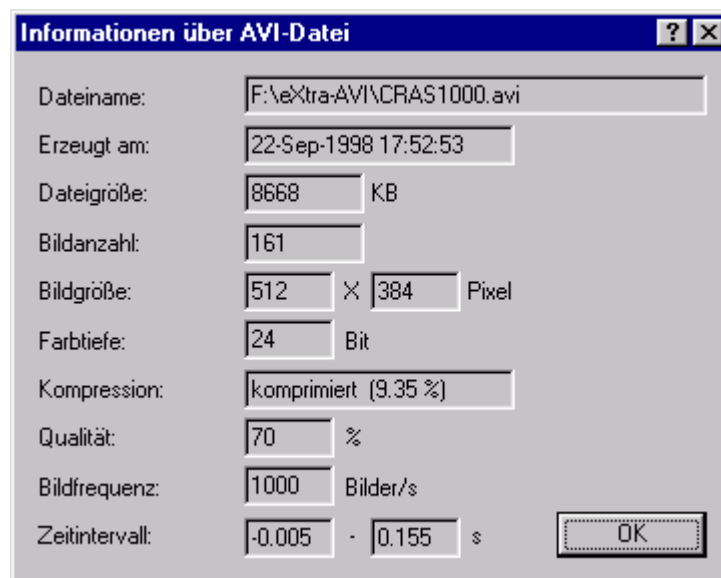 Informationen über AVI-Datei
Dateiname: F:\eXtra-AVI\CRAS1000.avi
Erzeugt am: 22-Sep-1998 17:52:53
Dateigröße: 8668 KB
Bildanzahl: 161
Bildgröße: 512 X 384 Pixel
Farbtiefe: 24 Bit
Kompression: komprimiert (9.35 %)
Qualität: 70 %
Bildfrequenz: 1000 Bilder/s
Zeitintervall: -0.005 - 0.155 s OK